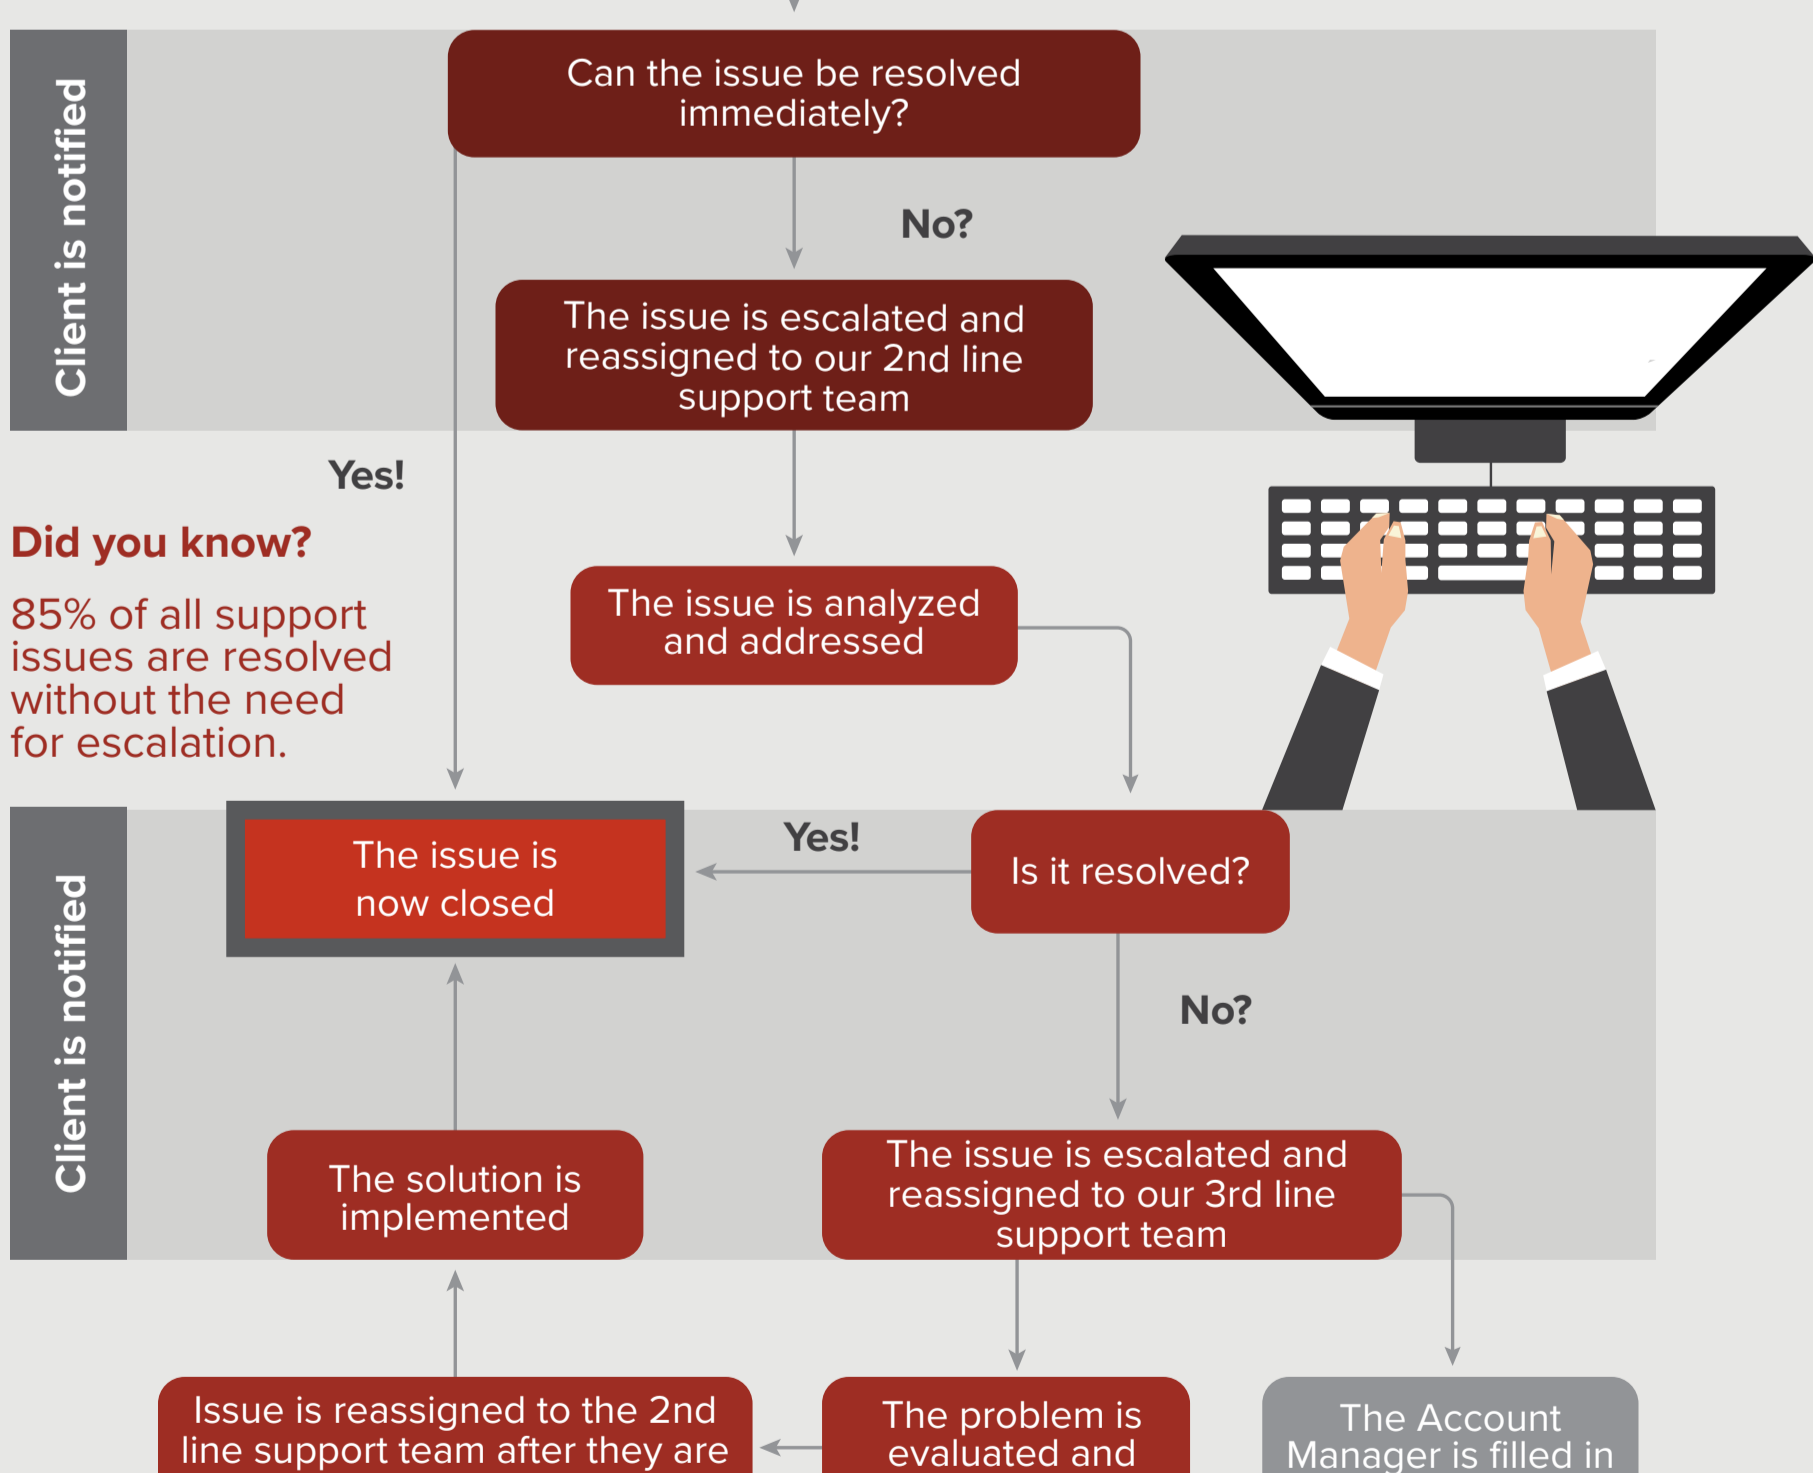 Client is notified
Can the issue be resolved
immediately?
No?
The issue is escalated and
reassigned to our 2nd line
support team
Yes!
Did you know?
85% of all support
issues are resolved
without the need
for escalation.
The issue is analyzed
and addressed
Client is notified
The issue is
now closed
Yes!
Is it resolved?
No?
The solution is
implemented
The issue is escalated and
reassigned to our 3rd line
support team
Issue is reassigned to the 2nd
line support team after they are
The problem is
evaluated and
The Account
Manager is filled in